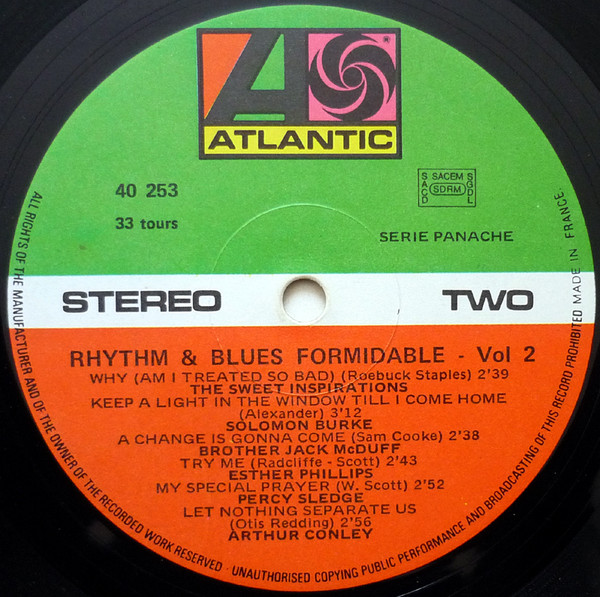 ATLANTIC
40 253
33 tours
SACEM
SACD
SDRM
SGDL
SERIE PANACHE
STEREO
TWO
RHYTHM & BLUES FORMIDABLE - Vol 2
WHY (AM I TREATED SO BAD) (Roebuck Staples) 2'39
THE SWEET INSPIRATIONS
KEEP A LIGHT IN THE WINDOW TILL I COME HOME
(Alexander) 3'12
SOLOMON BURKE
A CHANGE IS GONNA COME (Sam Cooke) 2'38
BROTHER JACK McDUFF
TRY ME (Radcliffe - Scott) 2'43
ESTHER PHILLIPS
MY SPECIAL PRAYER (W. Scott) 2'52
PERCY SLEDGE
LET NOTHING SEPARATE US
(Otis Redding) 2'56
ARTHUR CONLEY
ALL RIGHTS OF THE MANUFACTURER AND OF THE OWNER OF THE RECORDED WORK RESERVED - UNAUTHORISED COPYING PUBLIC PERFORMANCE AND BROADCASTING OF THIS RECORD PROHIBITED MADE IN FRANCE